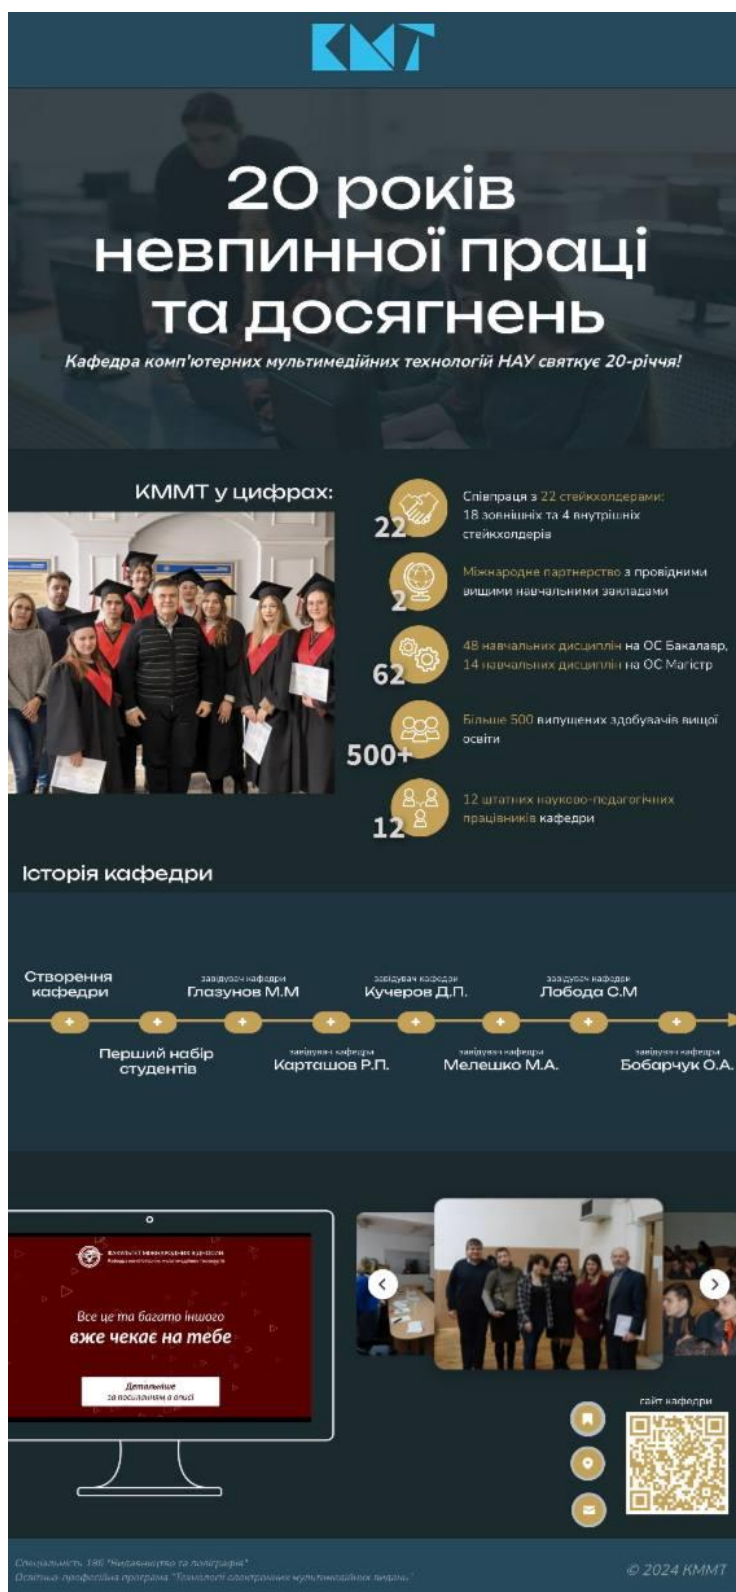 КМТ
20 років
невпинної праці
та досягнень
Кафедра комп'ютерних мультимедійних технологій НАУ святкує 20-річчя!
КММТ у цифрах:
22
Співпраця з 22 стейкхолдерами:
18 зовнішніх та 4 внутрішніх
стейкхолдерів
2
Міжнародне партнерство з провідними
вищими навчальними закладами
62
48 навчальних дисциплін на ОС Бакалавр,
14 навчальних дисциплін на ОС Магістр
500+
Більше 500 випущених здобувачів вищої
освіти
12
12 штатних науково-педагогічних
працівників кафедри
Історія кафедри
Створення
кафедри
Перший набір
студентів
завідувач кафедри
Глазунов М.М
завідувач кафедри
Карташов Р.П.
завідувач кафедри
Кучеров Д.П.
завідувач кафедри
Мелешко М.А.
завідувач кафедри
Лобода С.М
завідувач кафедри
Бобарчук О.А.
ФАКУЛЬТЕТ МІЖНАРОДНИХ ВІДНОСИН
Все це та багато іншого
вже чекає на тебе
Детальніше
за посиланням в описі
сайт кафедри
Спеціальність 186 "Видавництво та поліграфія"
Освітньо-професійна програма "Технології електронних мультимедійних видань"
© 2024 КММТ